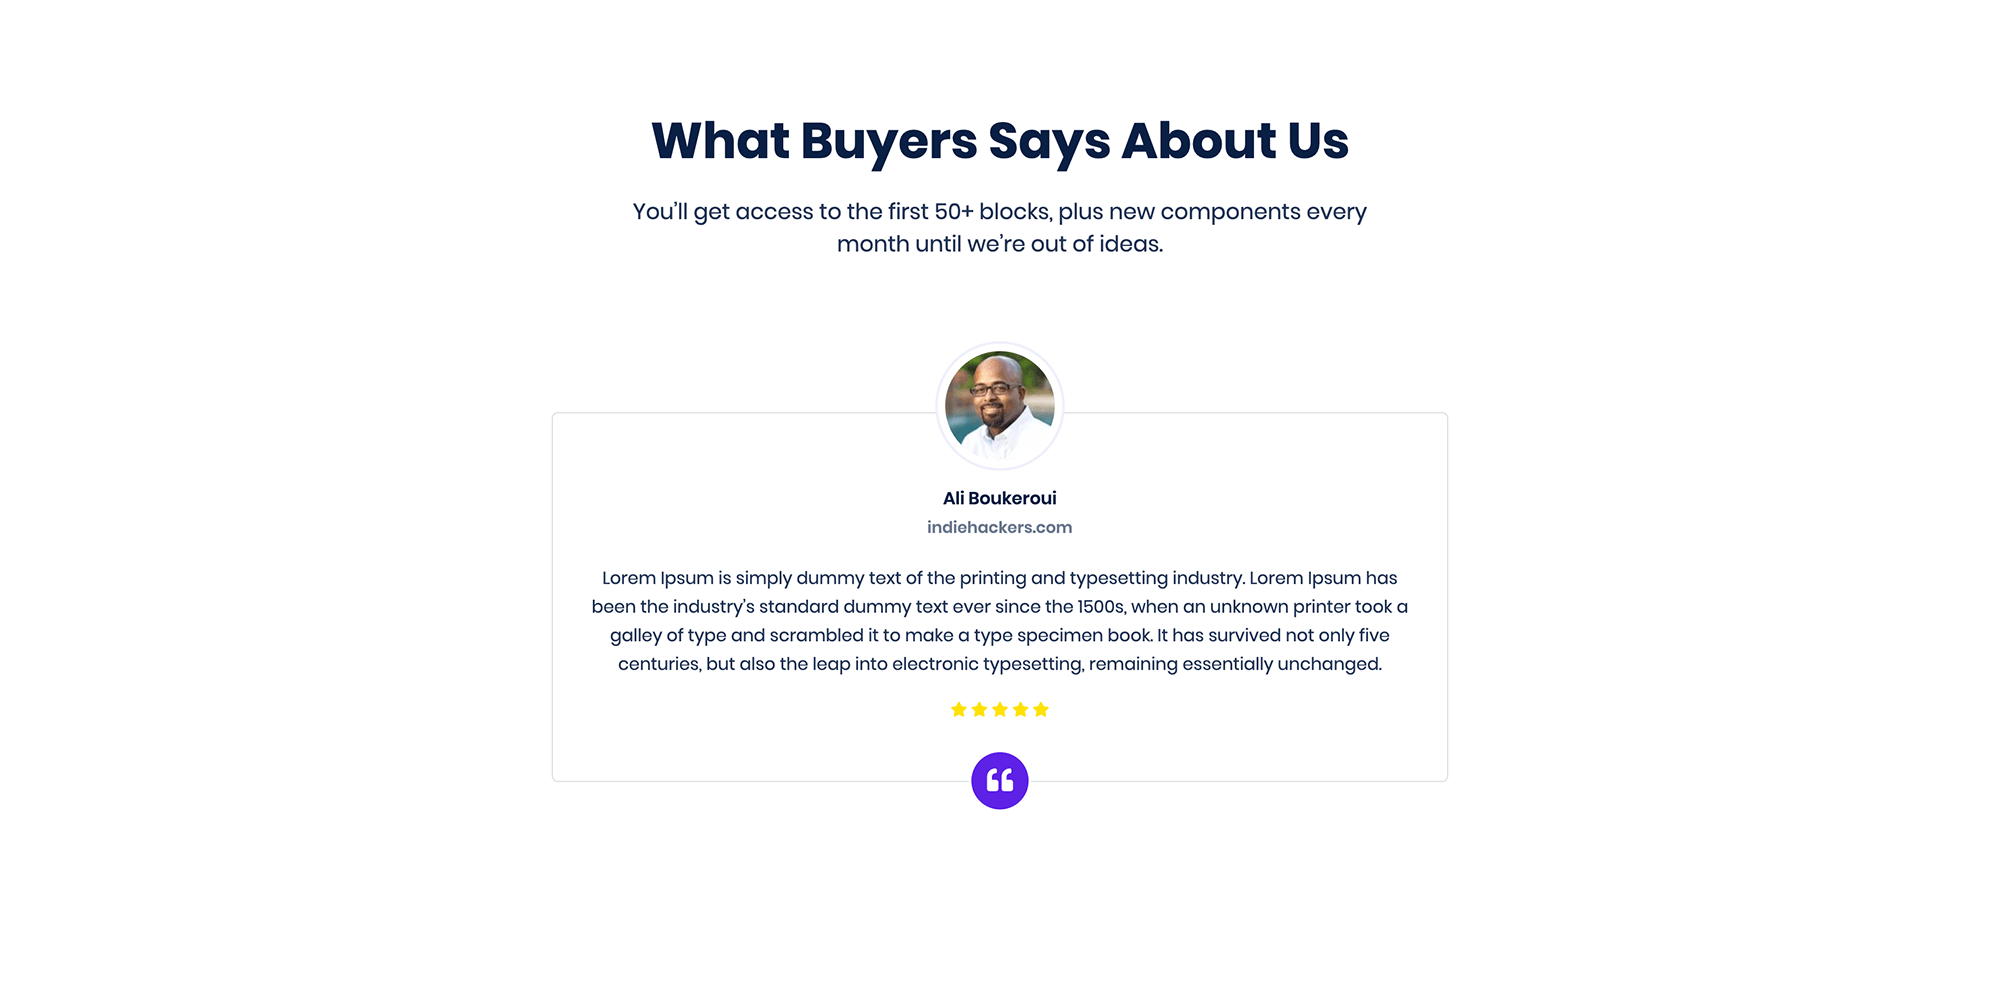 What Buyers Says About Us
You’ll get access to the first 50+ blocks, plus new components every
month until we’re out of ideas.
Ali Boukeroui
indiehackers.com
Lorem Ipsum is simply dummy text of the printing and typesetting industry. Lorem Ipsum has
been the industry’s standard dummy text ever since the 1500s, when an unknown printer took a
galley of type and scrambled it to make a type specimen book. It has survived not only five
centuries, but also the leap into electronic typesetting, remaining essentially unchanged.